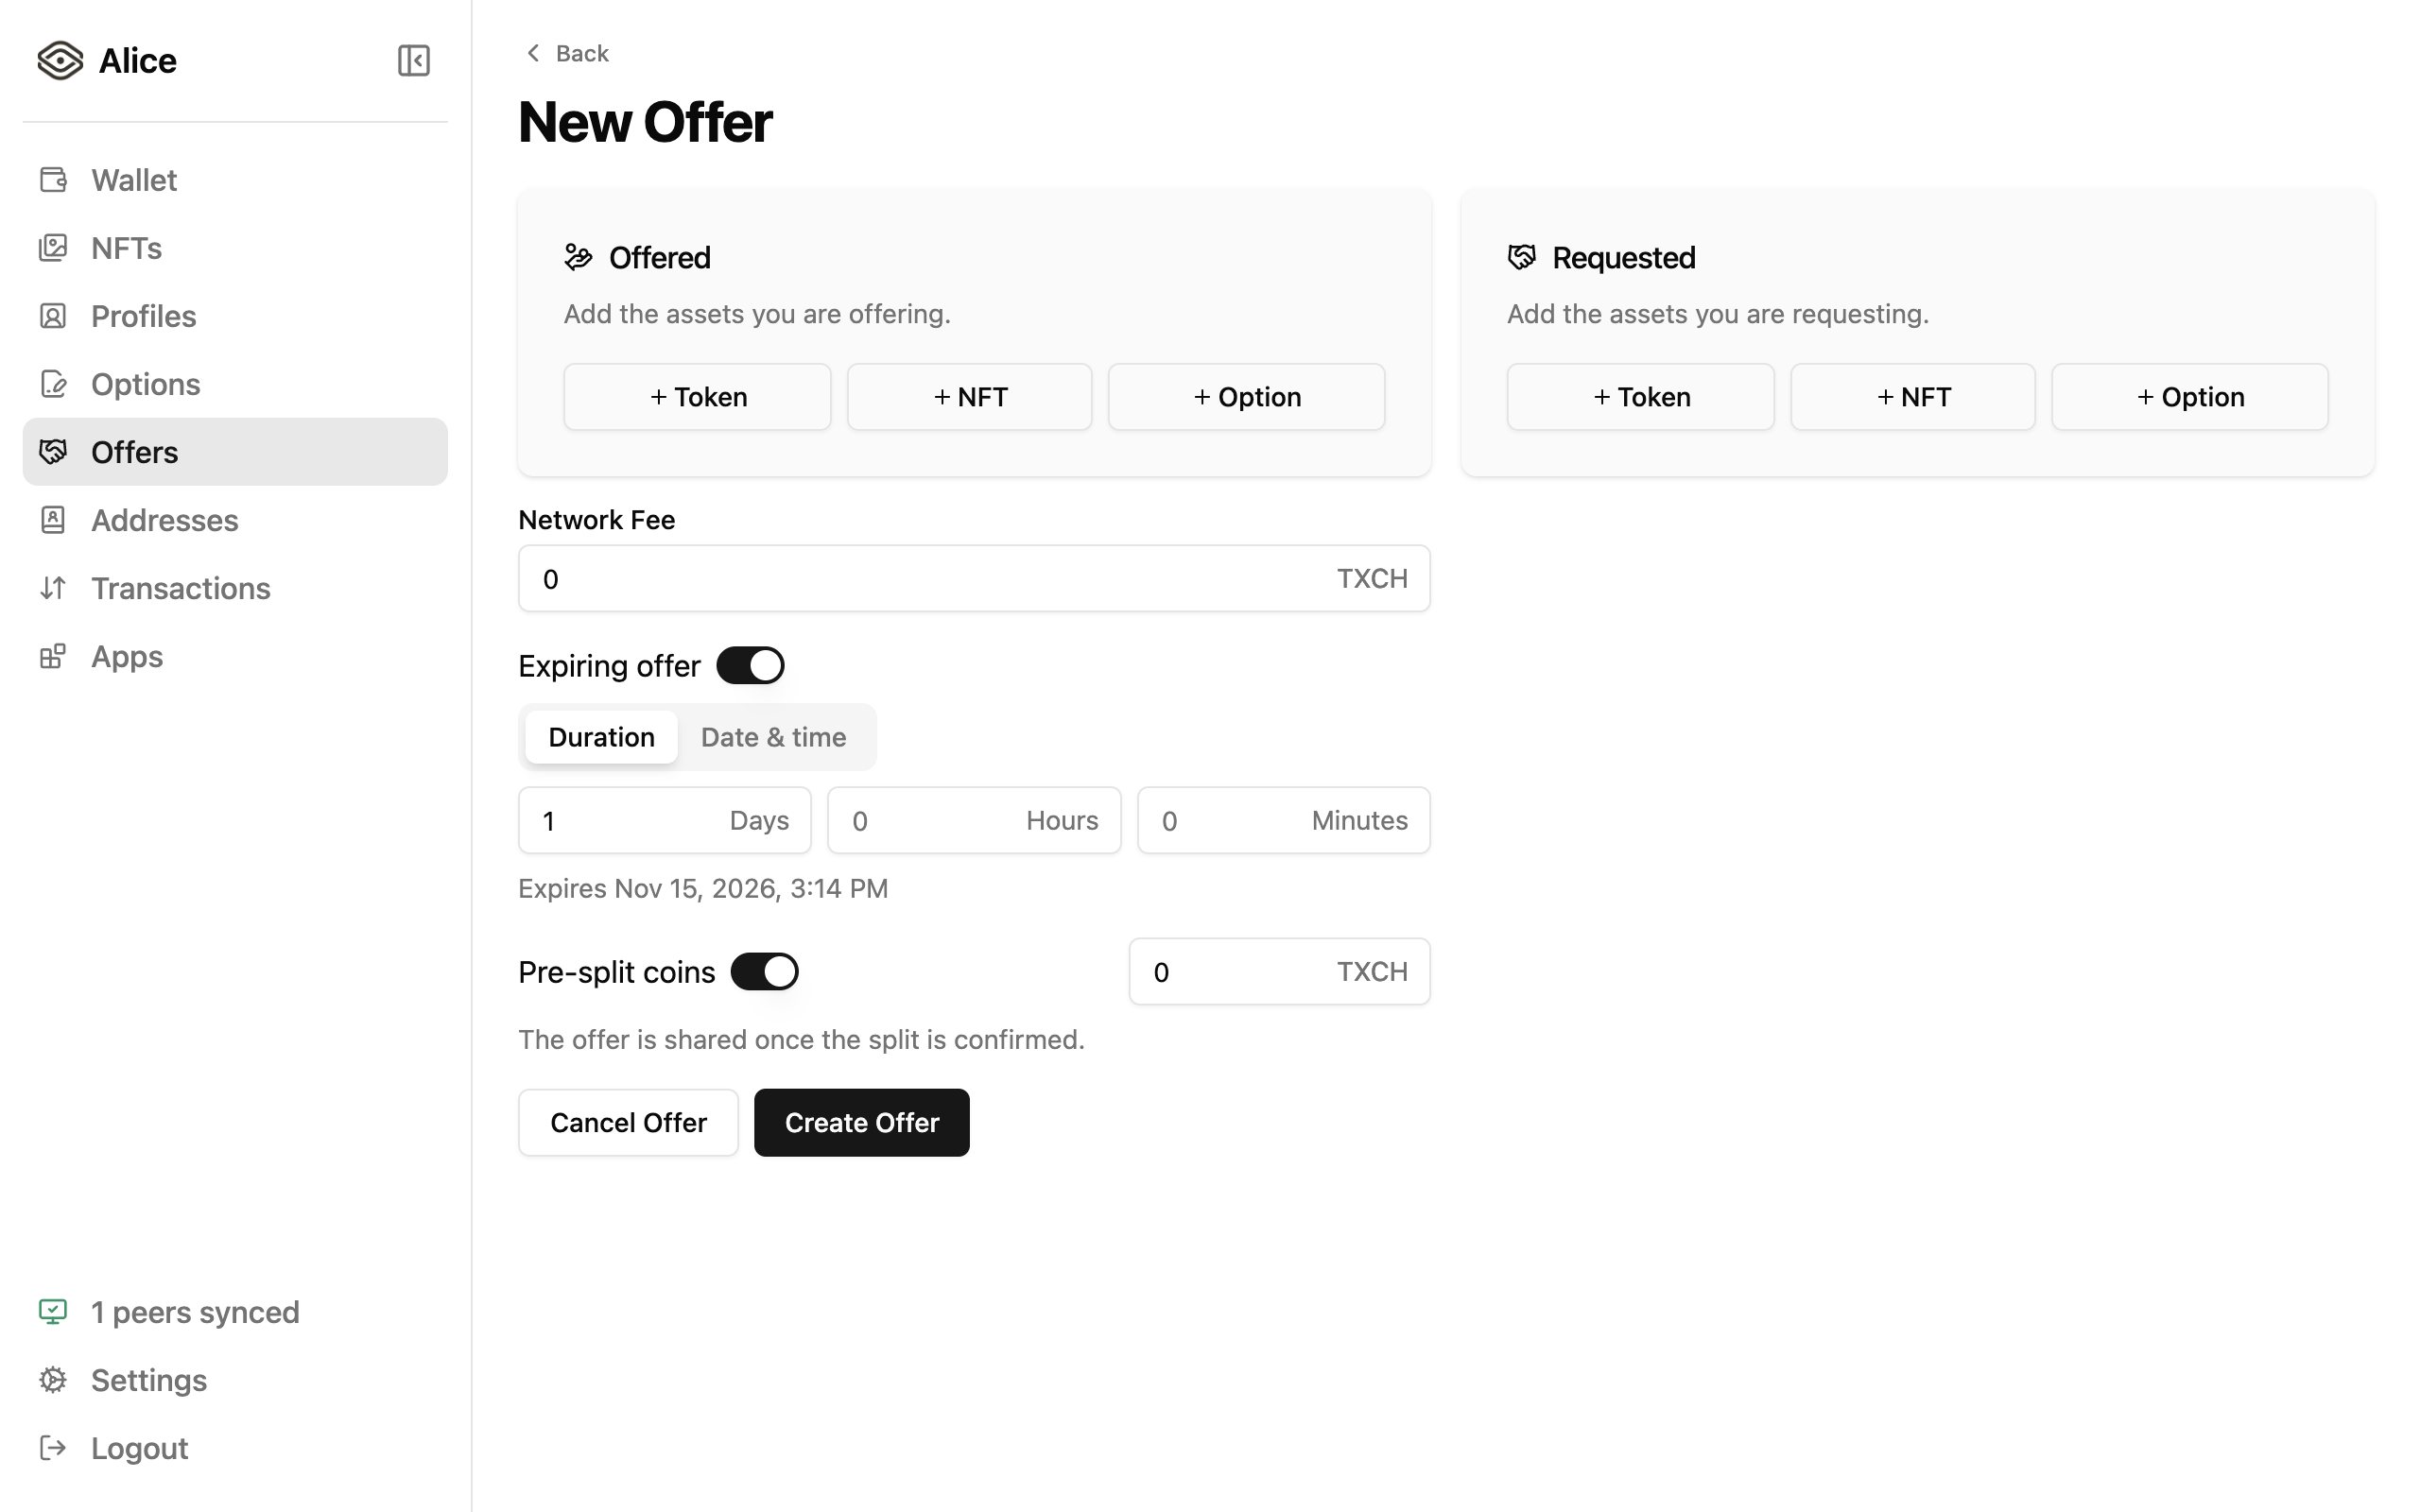 Alice
Wallet
NFTs
Profiles
Options
Offers
Addresses
Transactions
Apps
1 peers synced
Settings
Logout
Back
New Offer
Offered
Add the assets you are offering.
+ Token
+ NFT
+ Option
Requested
Add the assets you are requesting.
+ Token
+ NFT
+ Option
Network Fee
0 TXCH
Expiring offer
Duration Date & time
1 Days 0 Hours 0 Minutes
Expires Nov 15, 2026, 3:14 PM
Pre-split coins 0 TXCH
The offer is shared once the split is confirmed.
Cancel Offer Create Offer